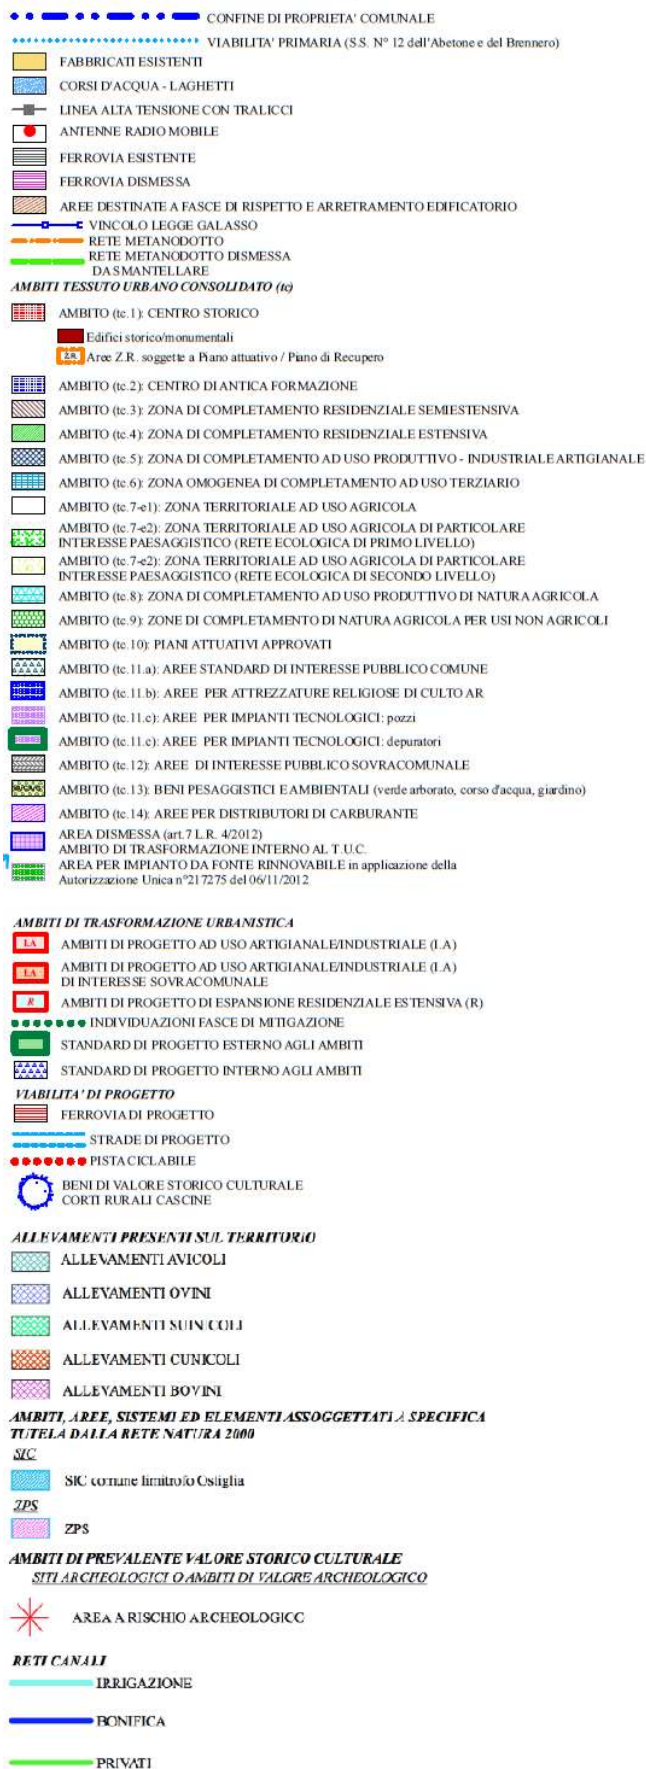 CONFINE DI PROPRIETA' COMUNALE
VIABILITA' PRIMARIA (S.S. N° 12 dell'Abetone e del Brennero)
FABBRICATI ESISTENTI
CORSI D'ACQUA - LAGHETTI
LINEA ALTA TENSIONE CON TRALICCI
ANTENNE RADIO MOBILE
FERROVIA ESISTENTE
FERROVIA DISMESSA
AREE DESTINATE A FASCE DI RISPETTO E ARRETRAMENTO EDIFICATORIO
VINCOLO LEGGE GALASSO
RETE METANODOTTO
RETE METANODOTTO DISMESSA
DA SMANTELLARE
AMBITI TESSUTO URBANO CONSOLIDATO (tc)
AMBITO (tc.1): CENTRO STORICO
Edifici storico/monumentali
Z.R. Aree Z.R. soggette a Piano attuativo / Piano di Recupero
AMBITO (tc.2): CENTRO DI ANTICA FORMAZIONE
AMBITO (tc.3): ZONA DI COMPLETAMENTO RESIDENZIALE SEMIESTENSIVA
AMBITO (tc.4): ZONA DI COMPLETAMENTO RESIDENZIALE ESTENSIVA
AMBITO (tc.5): ZONA DI COMPLETAMENTO AD USO PRODUTTIVO - INDUSTRIALE ARTIGIANALE
AMBITO (tc.6): ZONA OMOGENEA DI COMPLETAMENTO AD USO TERZIARIO
AMBITO (tc.7-e1): ZONA TERRITORIALE AD USO AGRICOLA
AMBITO (tc.7-e2): ZONA TERRITORIALE AD USO AGRICOLA DI PARTICOLARE
INTERESSE PAESAGGISTICO (RETE ECOLOGICA DI PRIMO LIVELLO)
AMBITO (tc.7-e2): ZONA TERRITORIALE AD USO AGRICOLA DI PARTICOLARE
INTERESSE PAESAGGISTICO (RETE ECOLOGICA DI SECONDO LIVELLO)
AMBITO (tc.8): ZONA DI COMPLETAMENTO AD USO PRODUTTIVO DI NATURA AGRICOLA
AMBITO (tc.9): ZONE DI COMPLETAMENTO DI NATURA AGRICOLA PER USI NON AGRICOLI
AMBITO (tc.10): PIANI ATTUATIVI APPROVATI
AMBITO (tc.11.a): AREE STANDARD DI INTERESSE PUBBLICO COMUNE
AMBITO (tc.11.b): AREE PER ATTREZZATURE RELIGIOSE DI CULTO AR
AMBITO (tc.11.c): AREE PER IMPIANTI TECNOLOGICI: pozzi
AMBITO (tc.11.c): AREE PER IMPIANTI TECNOLOGICI: depuratori
AMBITO (tc.12): AREE DI INTERESSE PUBBLICO SOVRACOMUNALE
AMBITO (tc.13): BENI PESAGGISTICI E AMBIENTALI (verde arborato, corso d'acqua, giardino)
AMBITO (tc.14): AREE PER DISTRIBUTORI DI CARBURANTE
AREA DISMESSA (art.7 L.R. 4/2012)
AMBITO DI TRASFORMAZIONE INTERNO AL T.U.C.
AREA PER IMPIANTO DA FONTE RINNOVABILE in applicazione della
Autorizzazione Unica n°217275 del 06/11/2012
AMBITI DI TRASFORMAZIONE URBANISTICA
I.A AMBITI DI PROGETTO AD USO ARTIGIANALE/INDUSTRIALE (I.A)
I.A AMBITI DI PROGETTO AD USO ARTIGIANALE/INDUSTRIALE (I.A)
DI INTERESSE SOVRACOMUNALE
R AMBITI DI PROGETTO DI ESPANSIONE RESIDENZIALE ESTENSIVA (R)
INDIVIDUAZIONI FASCE DI MITIGAZIONE
STANDARD DI PROGETTO ESTERNO AGLI AMBITI
STANDARD DI PROGETTO INTERNO AGLI AMBITI
VIABILITA' DI PROGETTO
FERROVIA DI PROGETTO
STRADE DI PROGETTO
PISTA CICLABILE
BENI DI VALORE STORICO CULTURALE
CORTI RURALI CASCINE
ALLEVAMENTI PRESENTI SUL TERRITORIO
ALLEVAMENTI AVICOLI
ALLEVAMENTI OVINI
ALLEVAMENTI SUINICOLI
ALLEVAMENTI CUNICOLI
ALLEVAMENTI BOVINI
AMBITI, AREE, SISTEMI ED ELEMENTI ASSOGGETTATI A SPECIFICA
TUTELA DALLA RETE NATURA 2000
SIC
SIC comune limitrofo Ostiglia
ZPS
ZPS
AMBITI DI PREVALENTE VALORE STORICO CULTURALE
SITI ARCHEOLOGICI O AMBITI DI VALORE ARCHEOLOGICO
AREA A RISCHIO ARCHEOLOGICO
RETI CANALI
IRRIGAZIONE
BONIFICA
PRIVATI